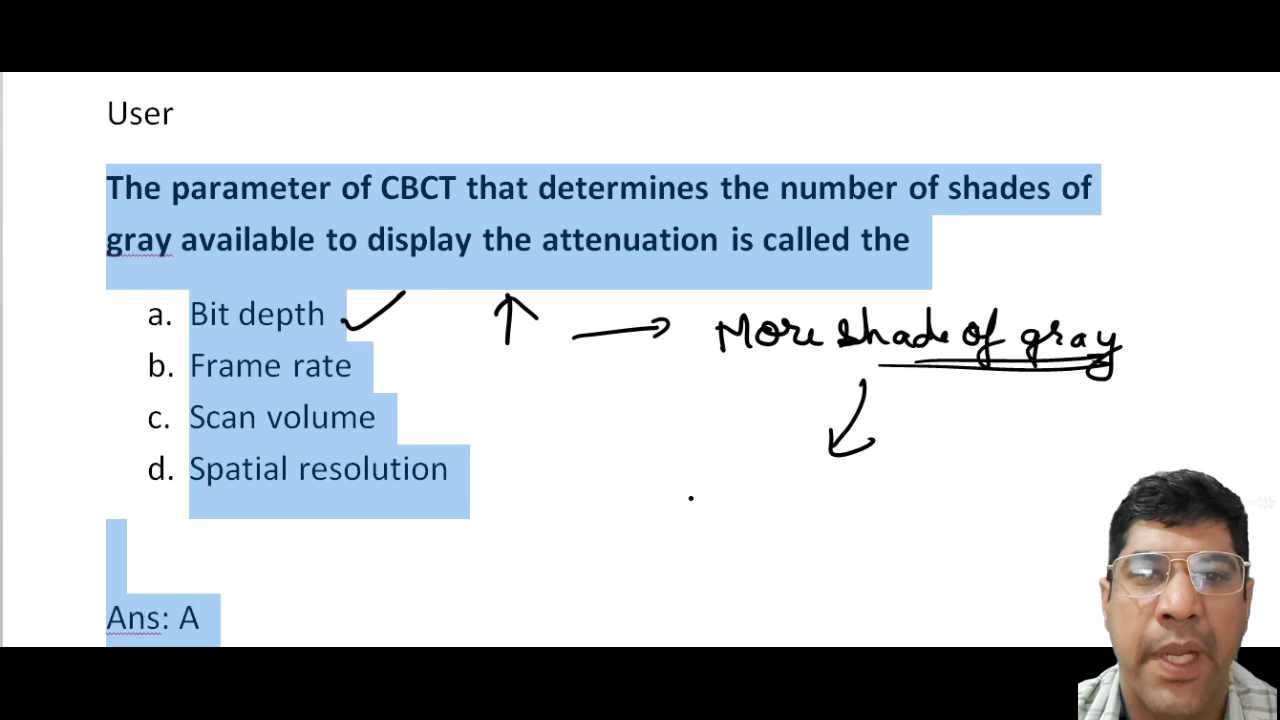 User
The parameter of CBCT that determines the number of shades of
gray available to display the attenuation is called the
a. Bit depth
More shade of gray
b. Frame rate
c. Scan volume
d. Spatial resolution
Ans: A